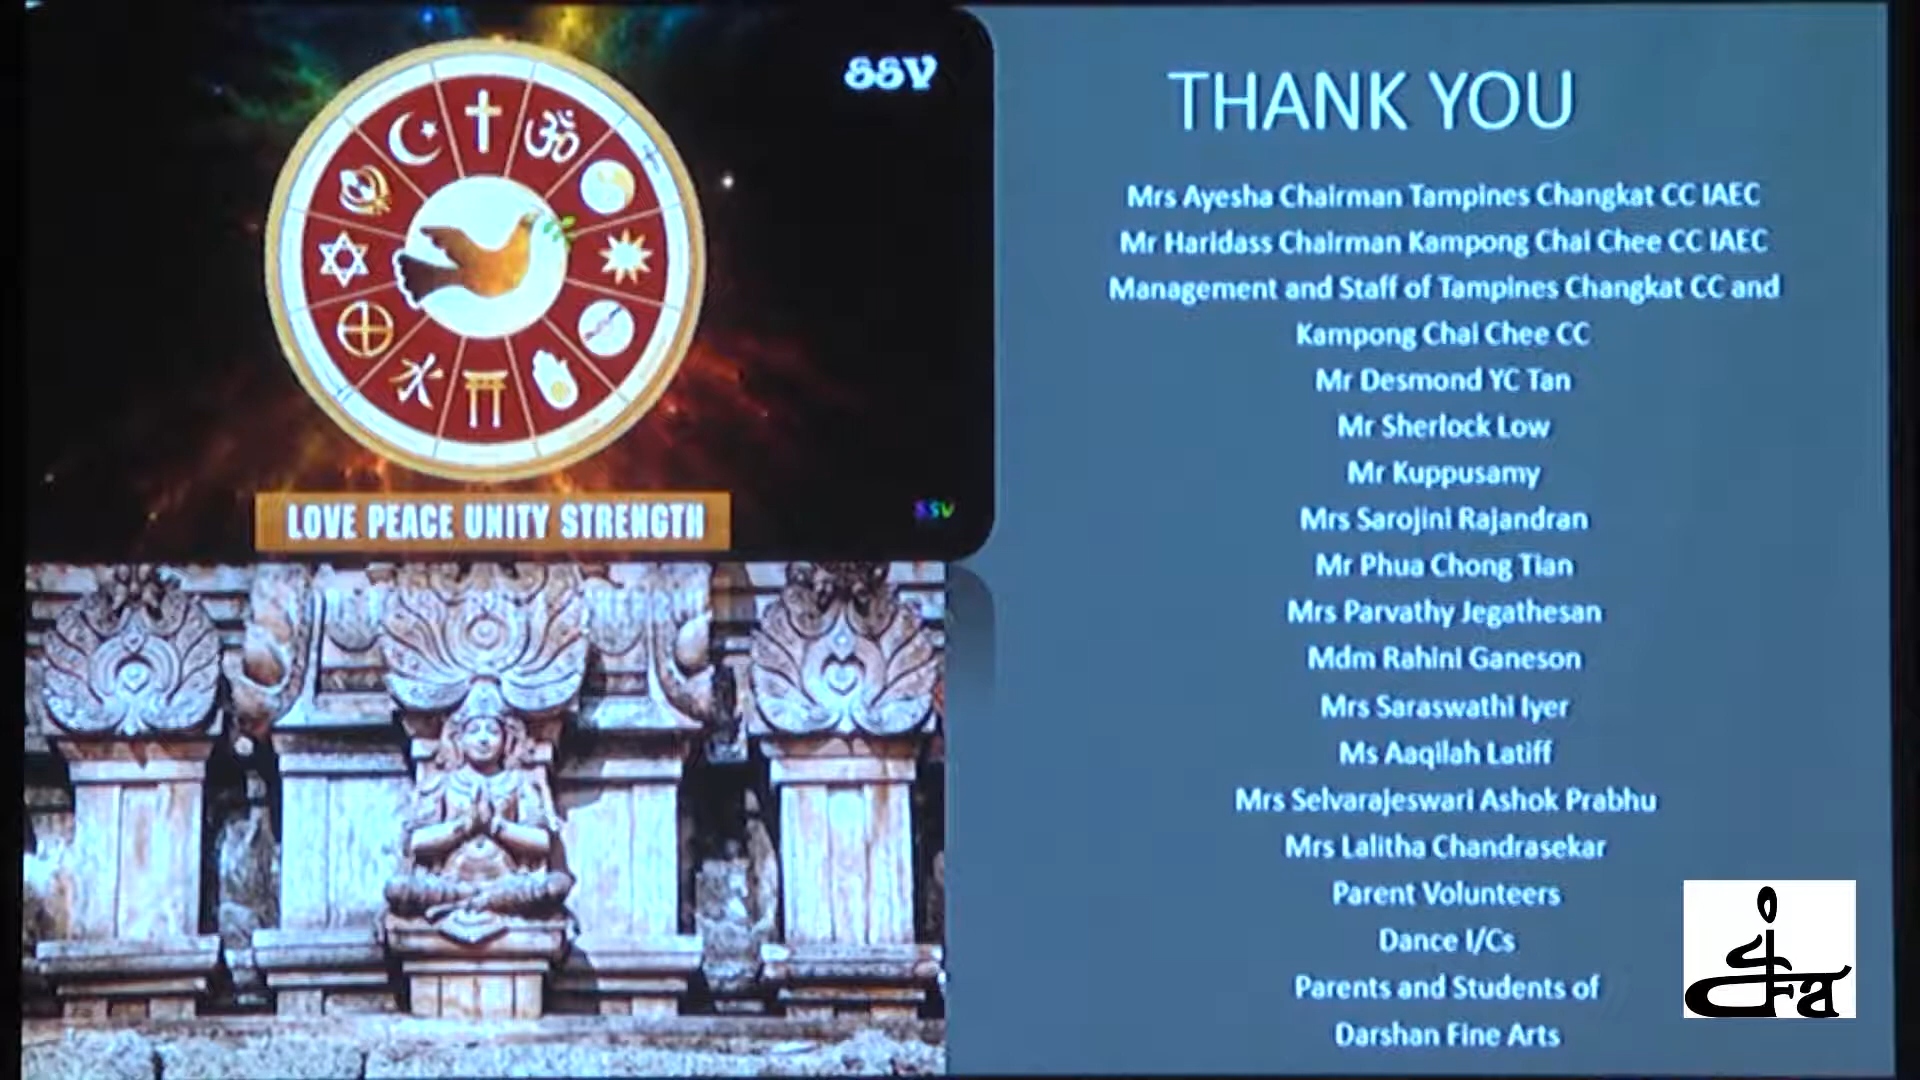 SSV
LOVE PEACE UNITY STRENGTH
SSV
THANK YOU
Mrs Ayesha Chairman Tampines Changkat CC IAEC
Mr Haridass Chairman Kampong Chai Chee CC IAEC
Management and Staff of Tampines Changkat CC and
Kampong Chai Chee CC
Mr Desmond YC Tan
Mr Sherlock Low
Mr Kuppusamy
Mrs Sarojini Rajandran
Mr Phua Chong Tian
Mrs Parvathy Jegathesan
Mdm Rahini Ganeson
Mrs Saraswathi Iyer
Ms Aaqilah Latiff
Mrs Selvarajeswari Ashok Prabhu
Mrs Lalitha Chandrasekar
Parent Volunteers
Dance I/Cs
Parents and Students of
Darshan Fine Arts